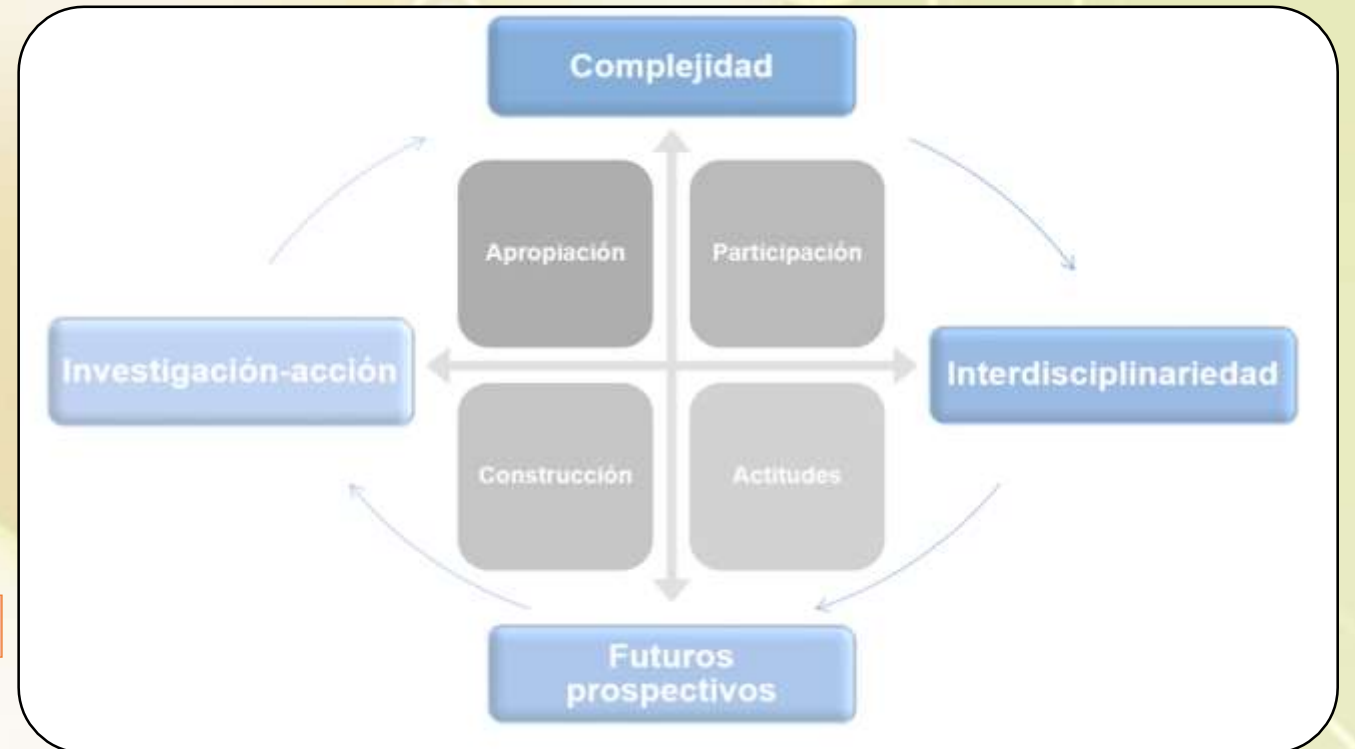 Complejidad
Apropiación
Participación
Investigación-acción
Interdisciplinariedad
Construcción
Actitudes
Futuros
prospectivos